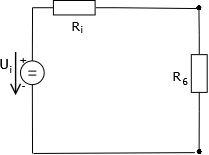 Ri
Ui
+
=
-
R6